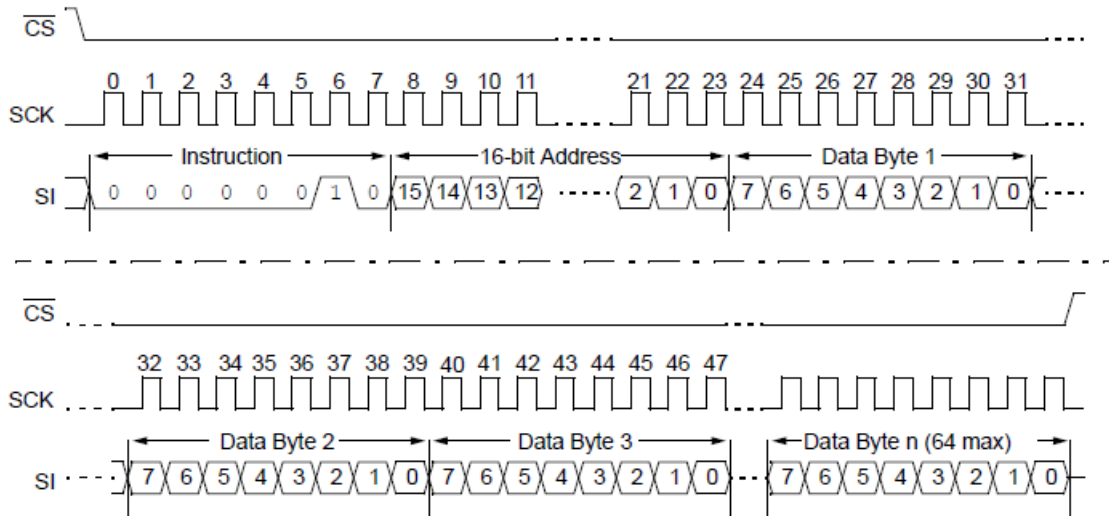 CS
0 1 2 3 4 5 6 7 8 9 10 11 21 22 23 24 25 26 27 28 29 30 31
SCK
Instruction 16-bit Address Data Byte 1
SI 0 0 0 0 0 0 1 0 15 14 13 12 2 1 0 7 6 5 4 3 2 1 0
CS
32 33 34 35 36 37 38 39 40 41 42 43 44 45 46 47
SCK
Data Byte 2 Data Byte 3 Data Byte n (64 max)
SI 7 6 5 4 3 2 1 0 7 6 5 4 3 2 1 0 7 6 5 4 3 2 1 0